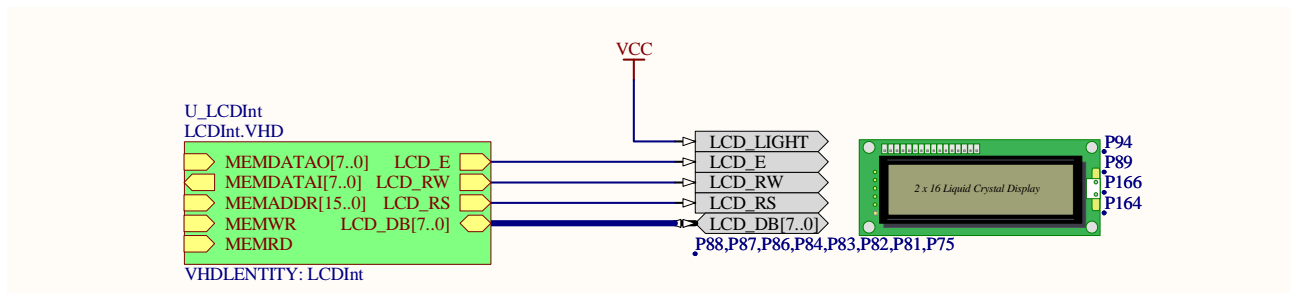 VCC
U_LCDInt
LCDInt.VHD
MEMDATAO[7..0] LCD_E
MEMDATAI[7..0] LCD_RW
MEMADDR[15..0] LCD_RS
MEMWR LCD_DB[7..0]
MEMRD
VHDLENTITY: LCDInt
LCD_LIGHT
LCD_E
LCD_RW
LCD_RS
LCD_DB[7..0]
P88,P87,P86,P84,P83,P82,P81,P75
2 x 16 Liquid Crystal Display
P94
P89
P166
P164